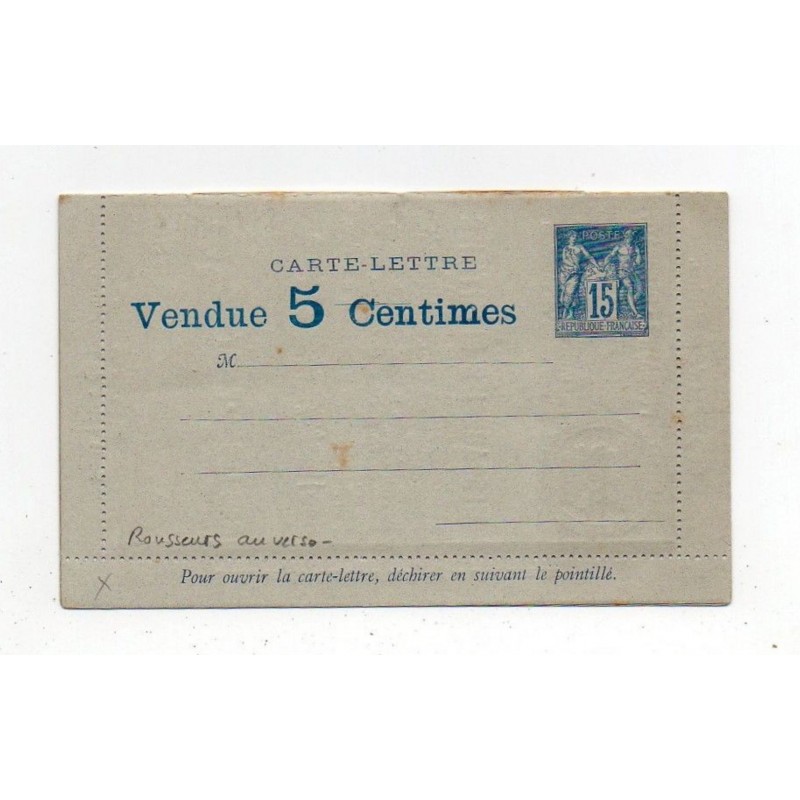 POSTE
15
REPUBLIQUE FRANÇAISE
CARTE-LETTRE
Vendue 5 Centimes
M
Rousseurs au verso-
X
Pour ouvrir la carte-lettre, déchirer en suivant le pointillé.